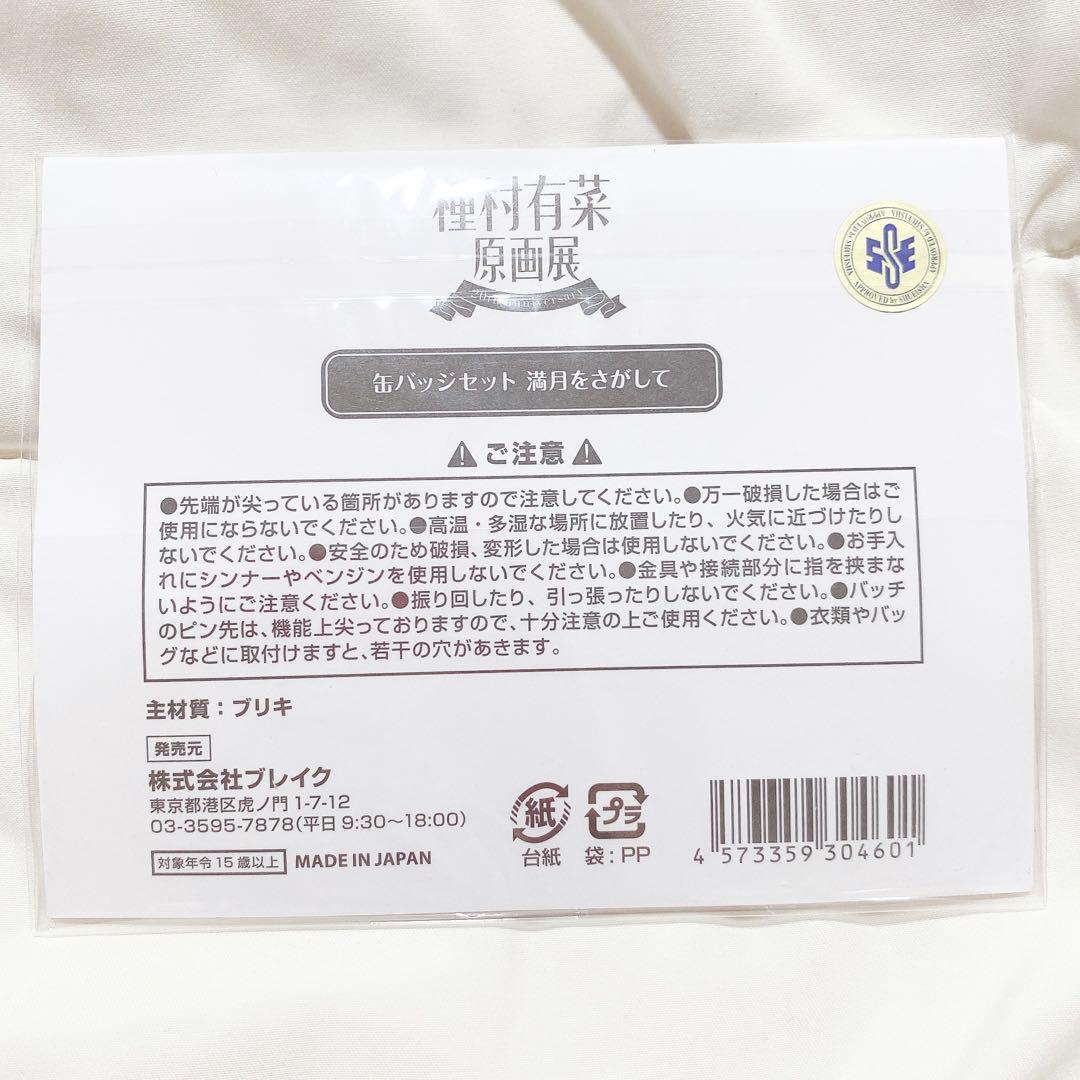 種村有菜
原画展
20th Anniversary
SSE
APPROVED by SHUEISHA
缶バッジセット 満月をさがして
ご注意
●先端が尖っている箇所がありますので注意してください。●万一破損した場合はご
使用にならないでください。●高温・多湿な場所に放置したり、火気に近づけたりし
ないでください。●安全のため破損、変形した場合は使用しないでください。●お手入
れにシンナーやベンジンを使用しないでください。●金具や接続部分に指を挟まな
いようにご注意ください。●振り回したり、引っ張ったりしないでください。●バッチ
のピン先は、機能上尖っておりますので、十分注意の上ご使用ください。●衣類やバッ
グなどに取付けますと、若干の穴があきます。
主材質：ブリキ
発売元
株式会社ブレイク
東京都港区虎ノ門 1-7-12
03-3595-7878（平日 9:30～18:00）
対象年令 15 歳以上 MADE IN JAPAN
紙
台紙
プラ
袋：PP
4 573359 304601